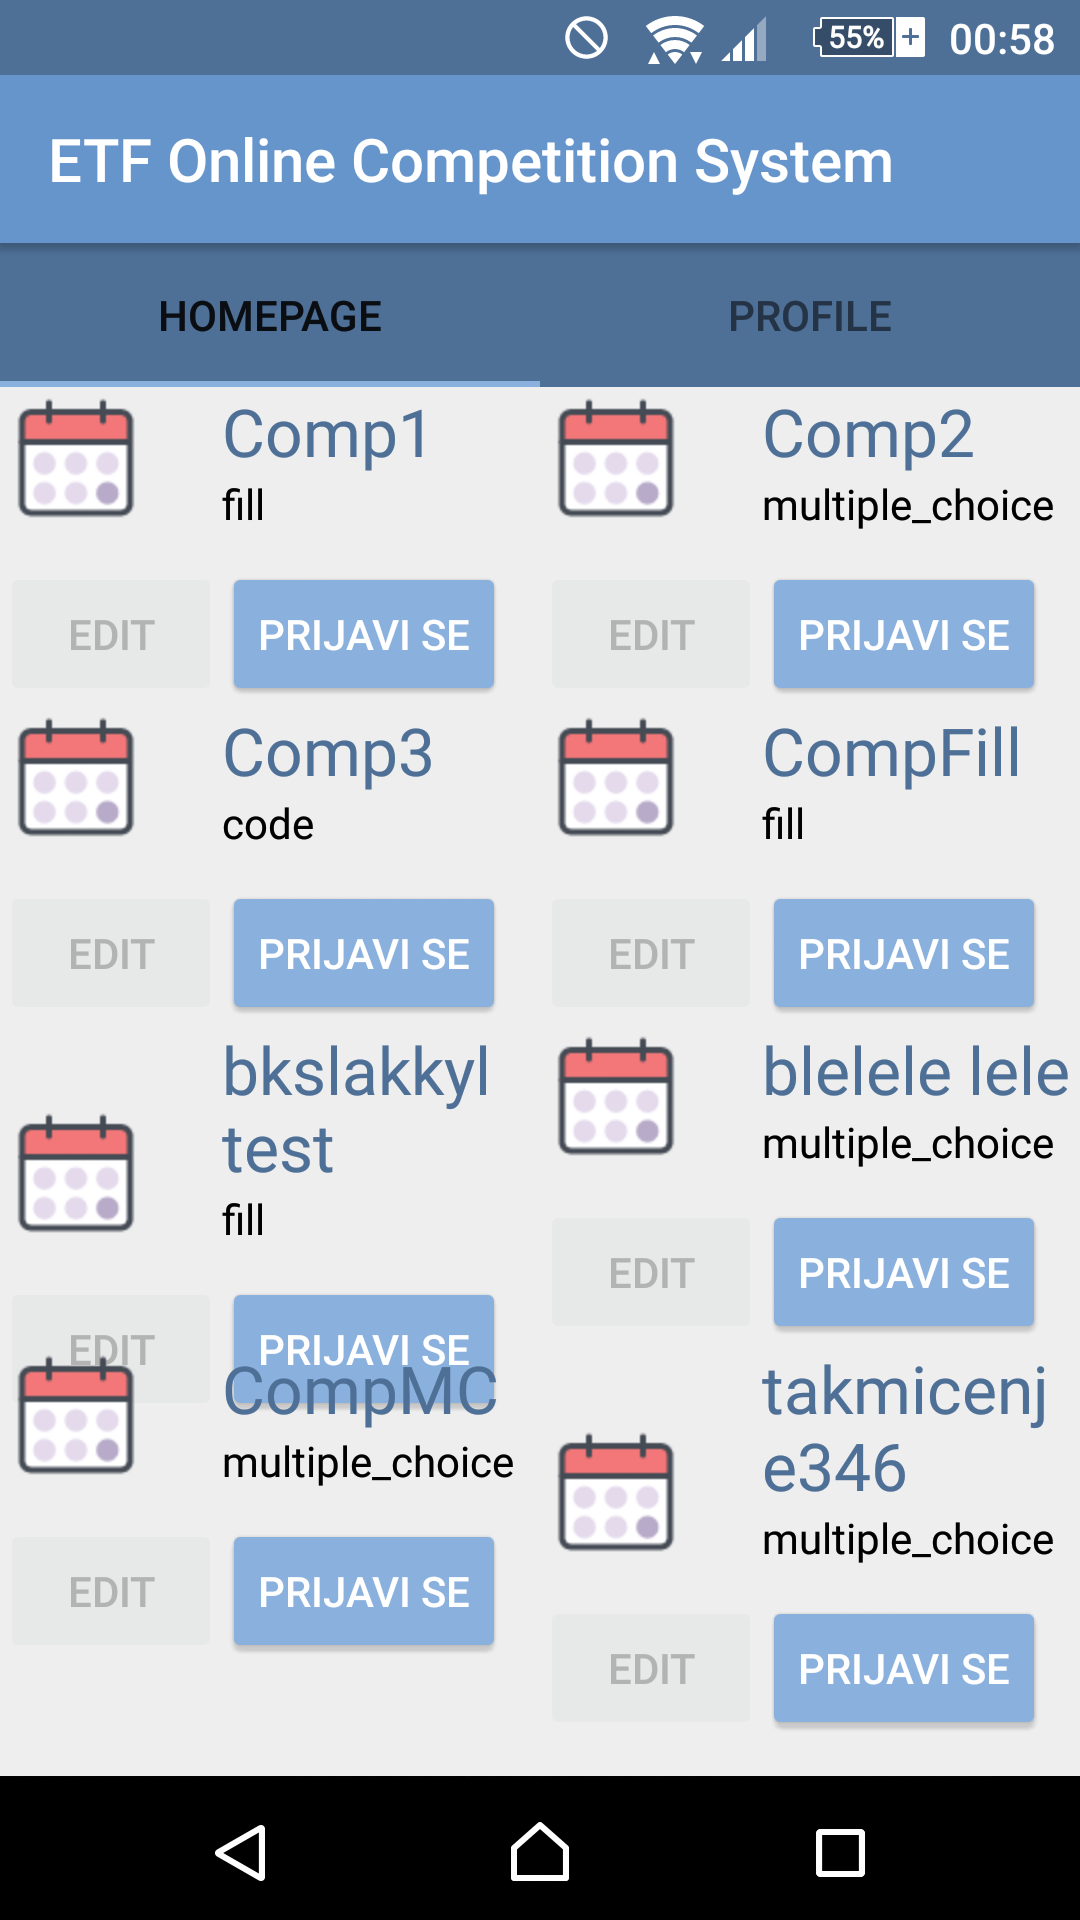 55% 00:58
ETF Online Competition System
HOMEPAGE PROFILE
Comp1
fill
EDIT PRIJAVI SE
Comp2
multiple_choice
EDIT PRIJAVI SE
Comp3
code
EDIT PRIJAVI SE
CompFill
fill
EDIT PRIJAVI SE
bkslakkyl
test
fill
EDIT PRIJAVI SE
blelele lele
multiple_choice
EDIT PRIJAVI SE
CompMC
multiple_choice
EDIT PRIJAVI SE
takmicenj
e346
multiple_choice
EDIT PRIJAVI SE